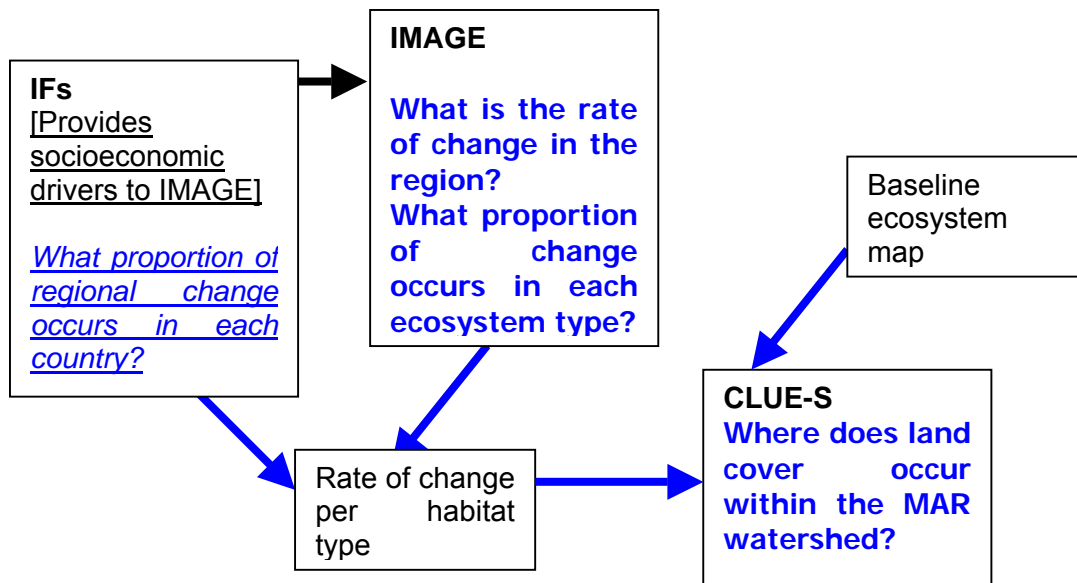 IFs
[Provides
socioeconomic
drivers to IMAGE]
What proportion of
regional change
occurs in each
country?
IMAGE
What is the rate
of change in the
region?
What proportion
of change
occurs in each
ecosystem type?
Baseline
ecosystem
map
Rate of change
per habitat
type
CLUE-S
Where does land
cover occur
within the MAR
watershed?